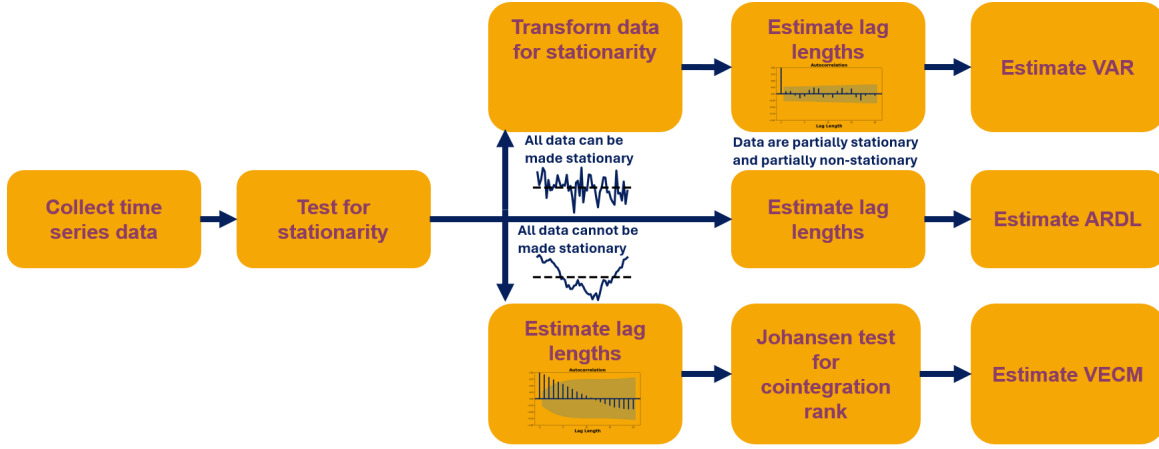 Transform data
for stationarity
Estimate lag
lengths
Autocorrelation
Lag Length
Estimate VAR
All data can be
made stationary
Data are partially stationary
and partially non-stationary
Collect time
series data
Test for
stationarity
Estimate lag
lengths
Estimate ARDL
All data cannot be
made stationary
Estimate lag
lengths
Autocorrelation
Lag Length
Johansen test
for
cointegration
rank
Estimate VECM